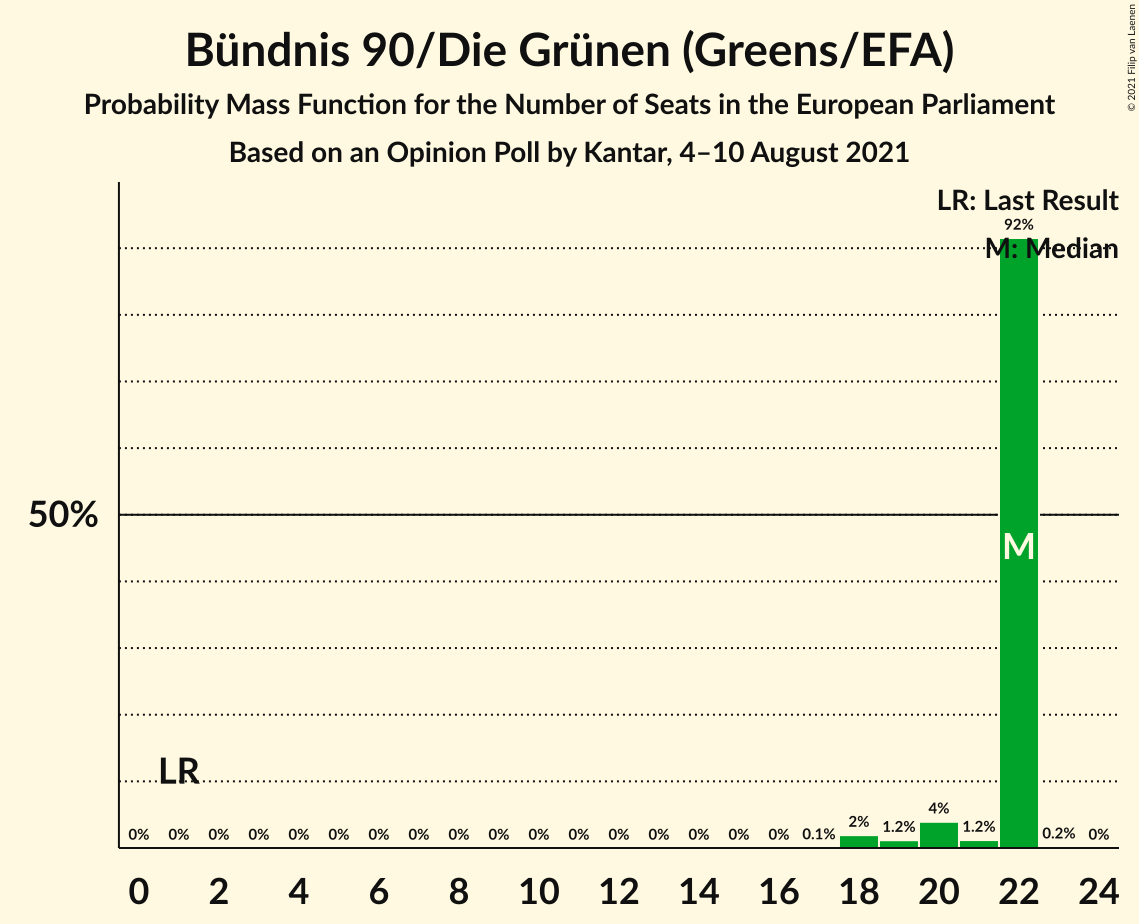 Bündnis 90/Die Grünen (Greens/EFA)
Probability Mass Function for the Number of Seats in the European Parliament
Based on an Opinion Poll by Kantar, 4–10 August 2021
© 2021 Filip van Laenen
LR: Last Result
92%
M: Median
50%
M
LR
0% 0% 0% 0% 0% 0% 0% 0% 0% 0% 0% 0% 0% 0% 0% 0% 0% 0.1% 2% 1.2% 4% 1.2% 0.2% 0%
0 2 4 6 8 10 12 14 16 18 20 22 24